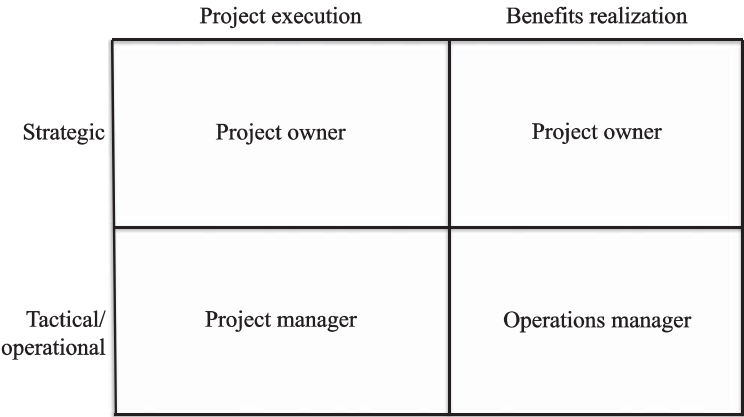 Project execution
Benefits realization
Strategic
Project owner
Project owner
Tactical/
operational
Project manager
Operations manager